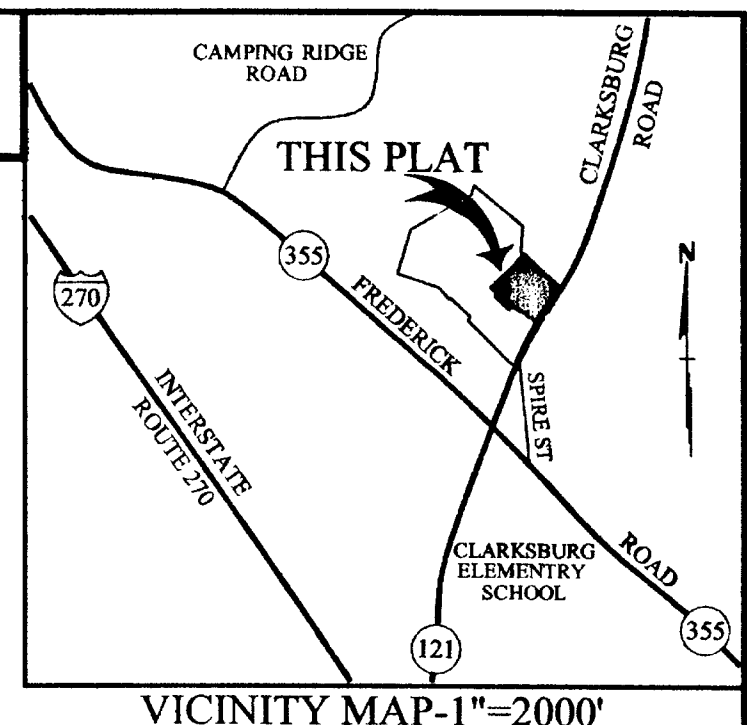 CAMPING RIDGE
ROAD
CLARKSBURG
ROAD
THIS PLAT
355
N
270
FREDERICK
INTERSTATE
ROUTE 270
SPIRE ST
CLARKSBURG
ELEMENTRY
SCHOOL
ROAD
121
355
VICINITY MAP-1"=2000'